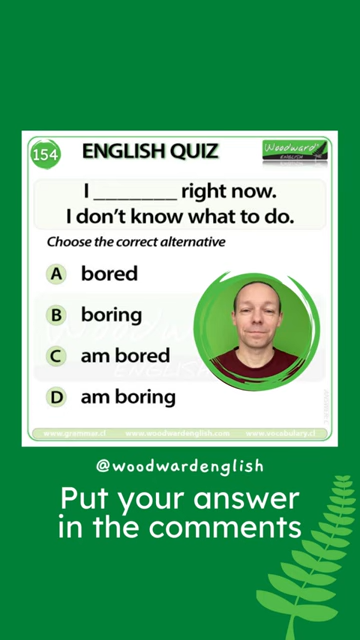 154
ENGLISH QUIZ
Woodward
ENGLISH
I _______ right now.
I don't know what to do.
Choose the correct alternative
A bored
B boring
C am bored
D am boring
www.grammar.cl www.woodwardenglish.com www.vocabulary.cl
@woodwardenglish
Put your answer
in the comments